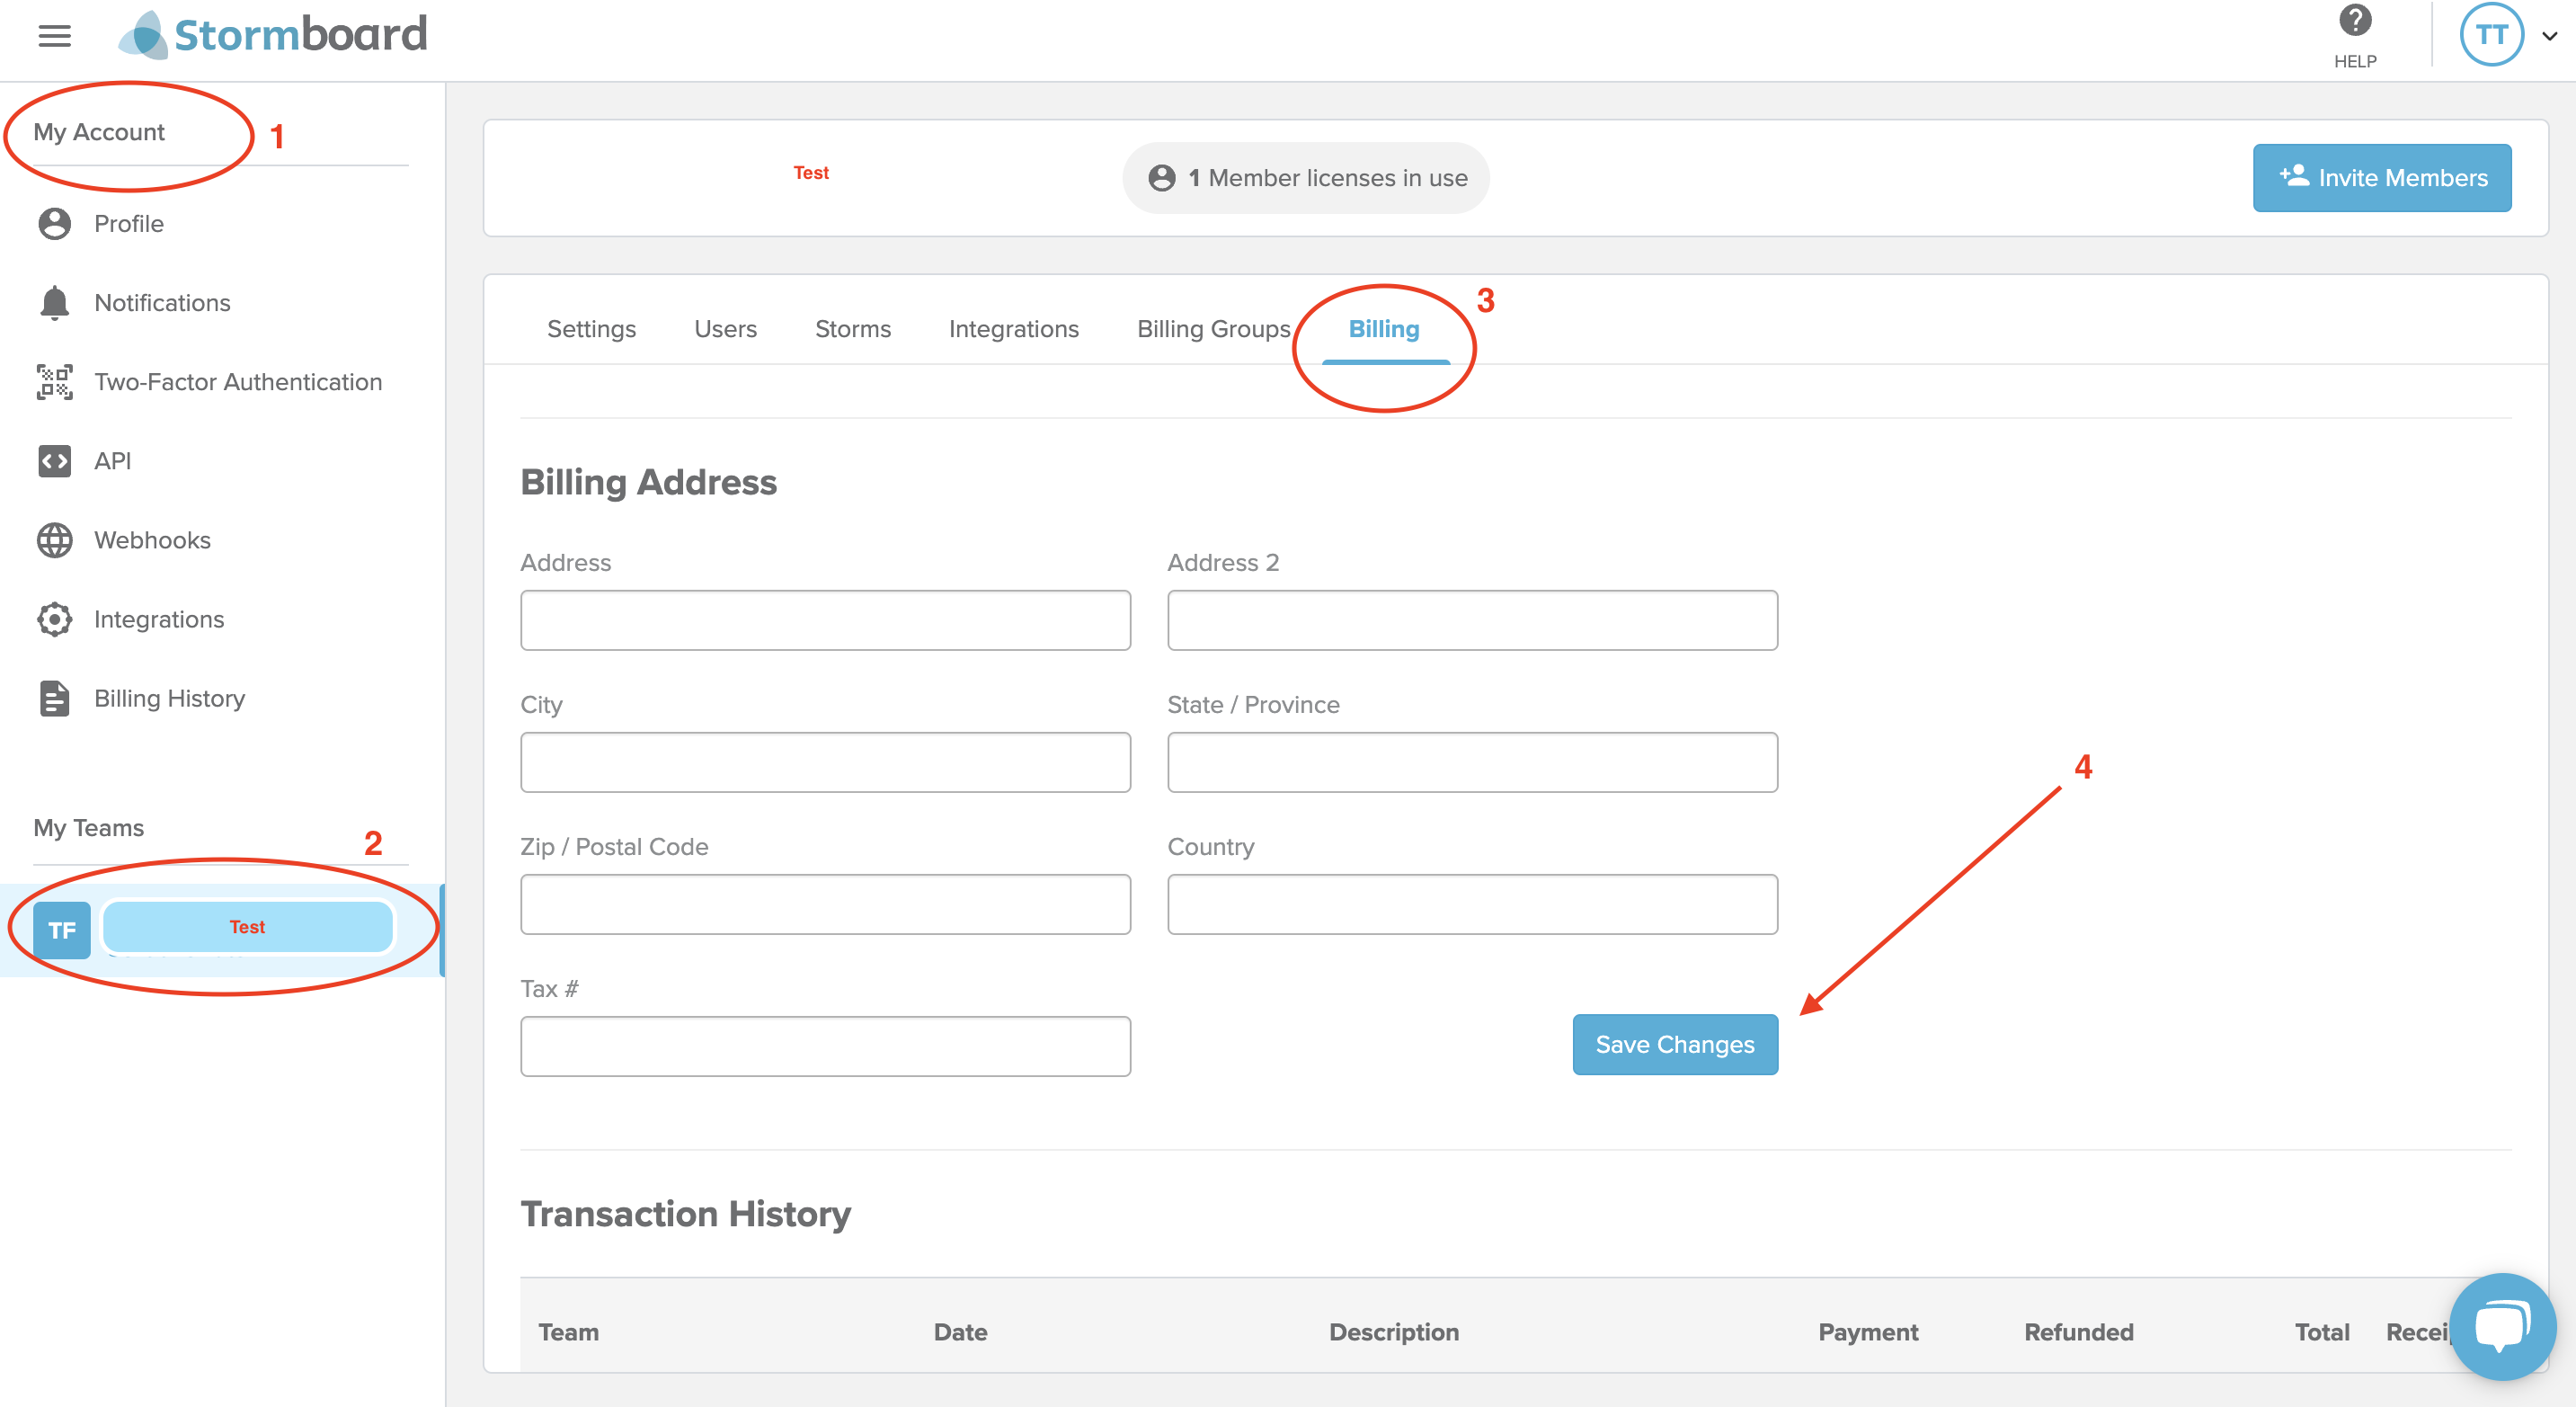 Stormboard
HELP
TT
My Account
1
Profile
Notifications
Two-Factor Authentication
API
Webhooks
Integrations
Billing History
My Teams
2
TF
Test
Test
1 Member licenses in use
Invite Members
Settings
Users
Storms
Integrations
Billing Groups
Billing
3
Billing Address
Address
Address 2
City
State / Province
Zip / Postal Code
Country
Tax #
4
Save Changes
Transaction History
Team
Date
Description
Payment
Refunded
Total